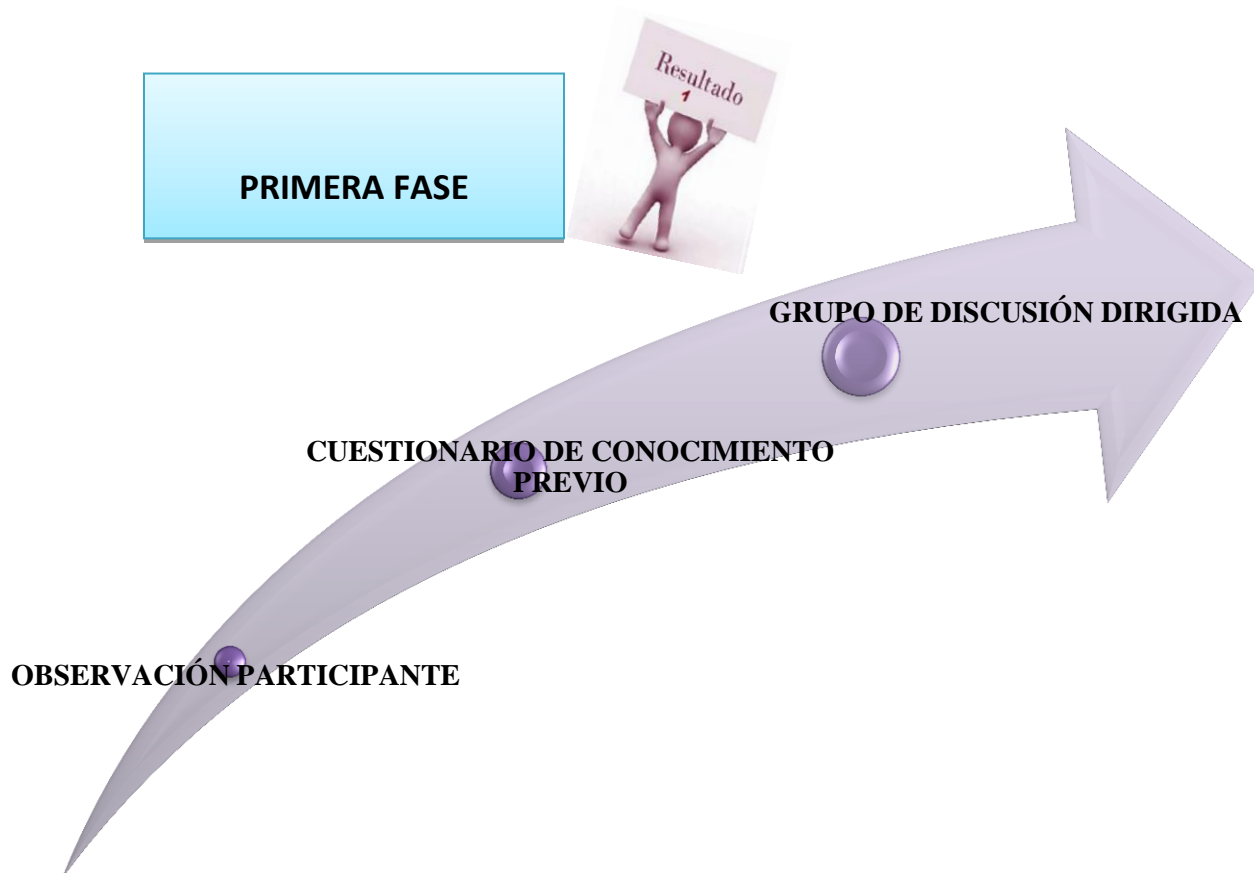 Resultado
1
PRIMERA FASE
GRUPO DE DISCUSIÓN DIRIGIDA
CUESTIONARIO DE CONOCIMIENTO
PREVIO
OBSERVACIÓN PARTICIPANTE